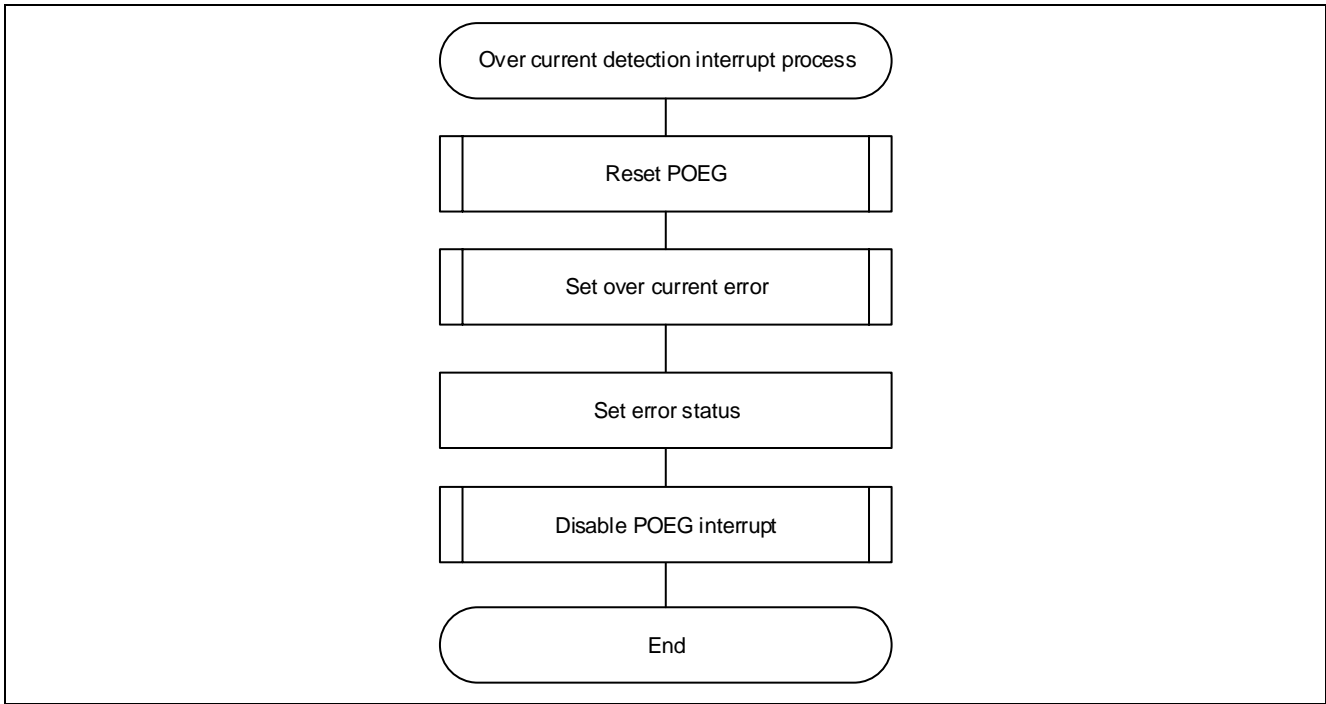 Over current detection interrupt process
Reset POEG
Set over current error
Set error status
Disable POEG interrupt
End